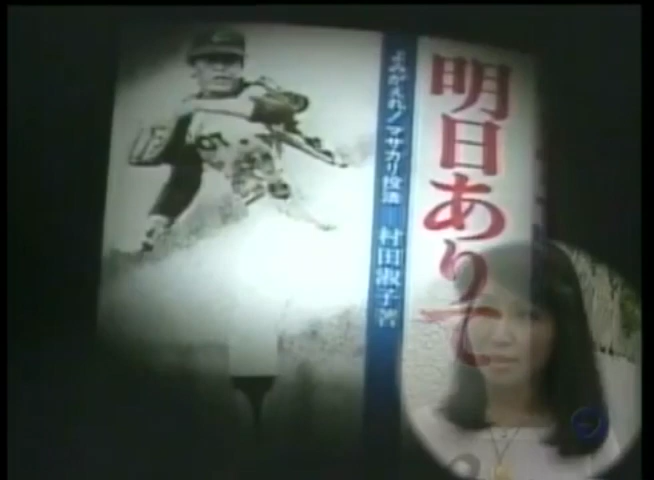 明日ありて
よみがえれ！マサカリ投法
村田淑子著